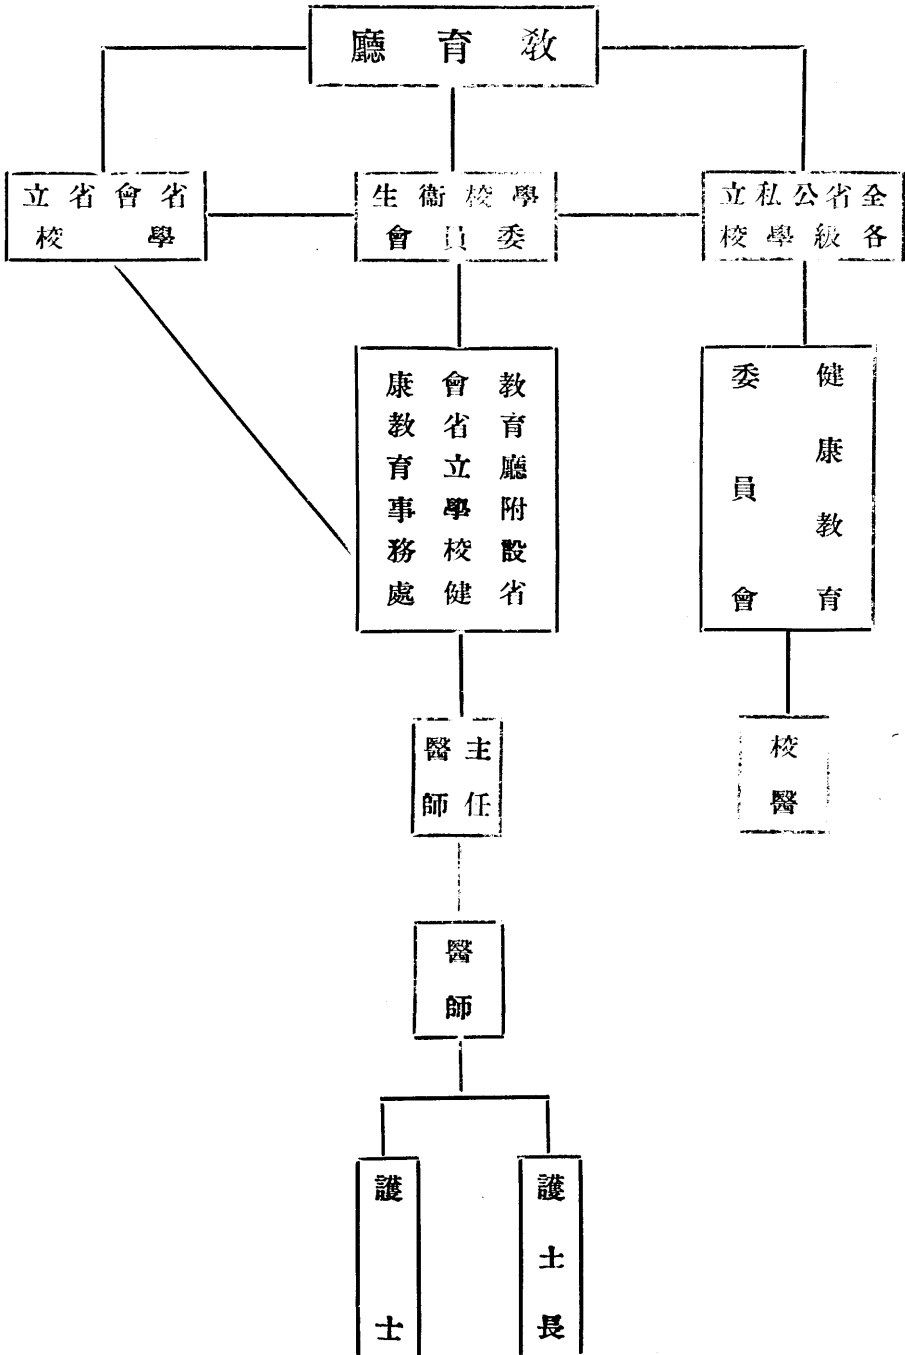 教育廳
全省公私立
各級學校
學校衞生
委員會
省會省立
學校
健康教育
委員會
教育廳附設省
會省立學校健
康教育事務處
校醫
主任
醫師
醫師
護士長
護士